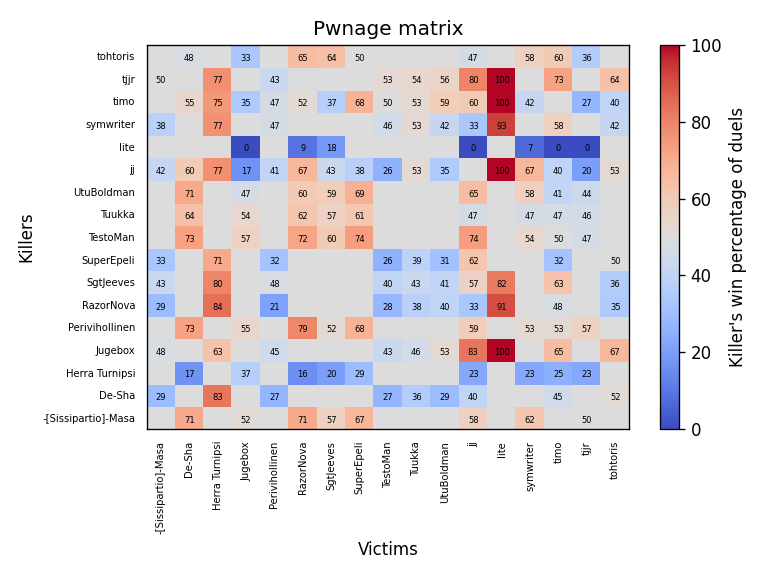 Pwnage matrix
Killers
tohtoris 48 33 65 64 50 47 58 60 36
tjjr 50 77 43 53 54 56 80 100 73 64
timo 55 75 35 47 52 37 68 50 53 59 60 100 42 27 40
symwriter 38 77 47 46 53 42 33 93 58 42
lite 0 9 18 0 7 0 0
jj 42 60 77 17 41 67 43 38 26 53 35 100 67 40 20 53
UtuBoldman 71 47 60 59 69 65 58 41 44
Tuukka 64 54 62 57 61 47 47 47 46
TestoMan 73 57 72 60 74 74 54 50 47
SuperEpeli 33 71 32 26 39 31 62 32 50
SgtJeeves 43 80 48 40 43 41 57 82 63 36
RazorNova 29 84 21 28 38 40 33 91 48 35
Perivihollinen 73 55 79 52 68 59 53 53 57
Jugebox 48 63 45 43 46 53 83 100 65 67
Herra Turnipsi 17 37 16 20 29 23 23 25 23
De-Sha 29 83 27 27 36 29 40 45 52
-[Sissipartio]-Masa 71 52 71 57 67 58 62 50
-[Sissipartio]-Masa
De-Sha
Herra Turnipsi
Jugebox
Perivihollinen
RazorNova
SgtJeeves
SuperEpeli
TestoMan
Tuukka
UtuBoldman
jj
lite
symwriter
timo
tjjr
tohtoris
Victims
100
80
60
40
20
0
Killer's win percentage of duels